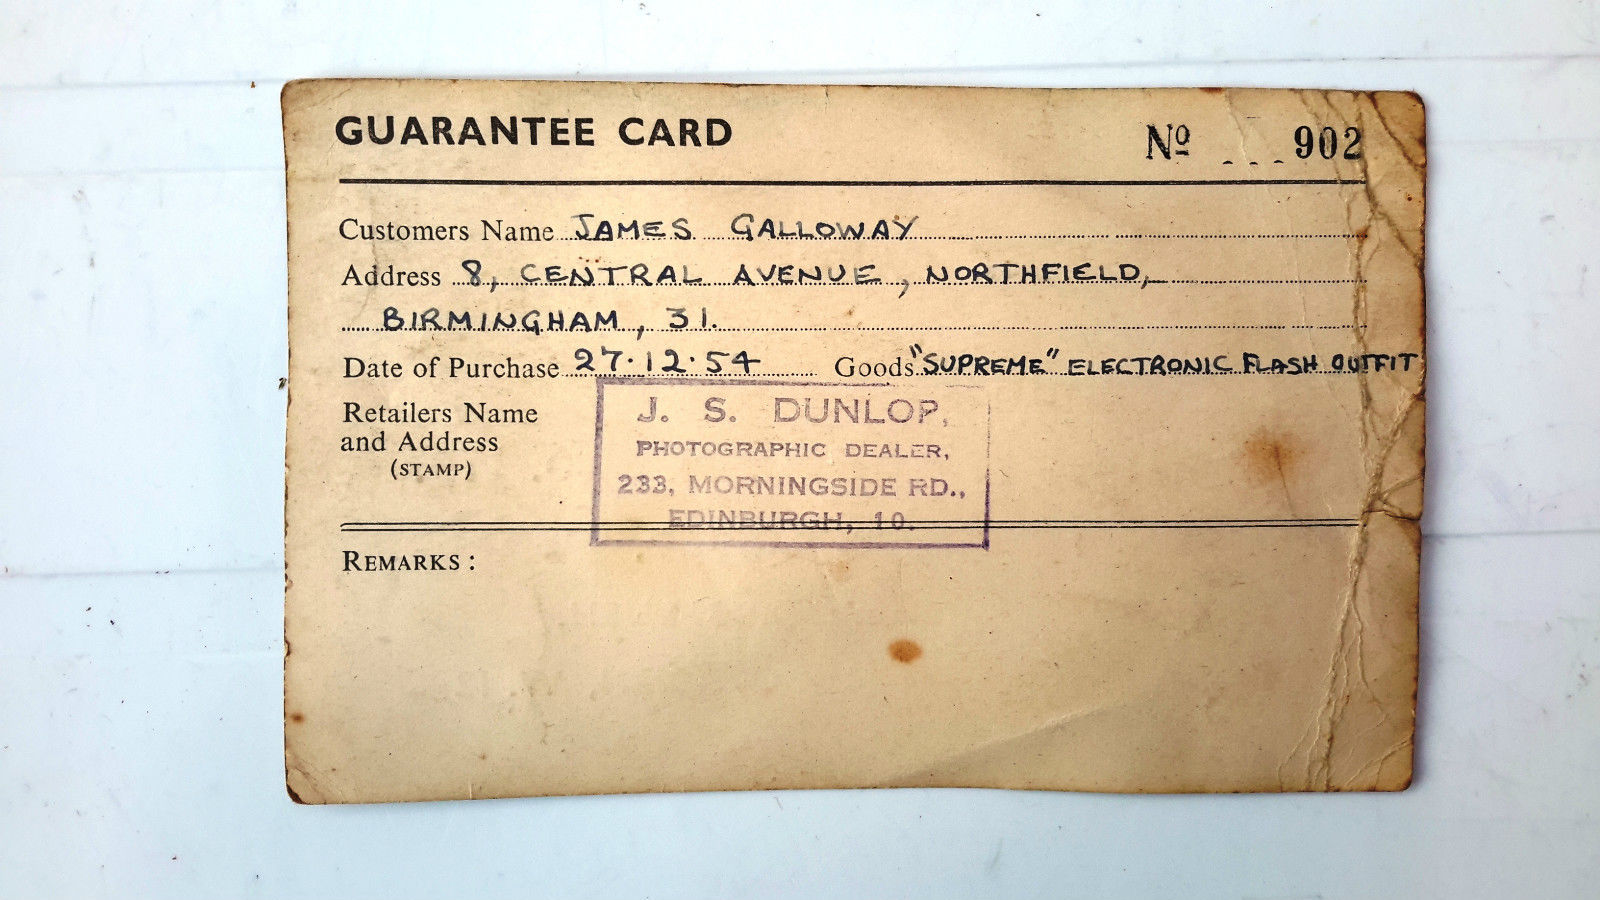 GUARANTEE CARD
Nº 902
Customers Name JAMES GALLOWAY
Address 8, CENTRAL AVENUE, NORTHFIELD,
BIRMINGHAM, 31.
Date of Purchase 27·12·54 Goods "SUPREME" ELECTRONIC FLASH OUTFIT
Retailers Name
and Address
(STAMP)
J. S. DUNLOP,
PHOTOGRAPHIC DEALER,
233, MORNINGSIDE RD.,
EDINBURGH, 10.
REMARKS: